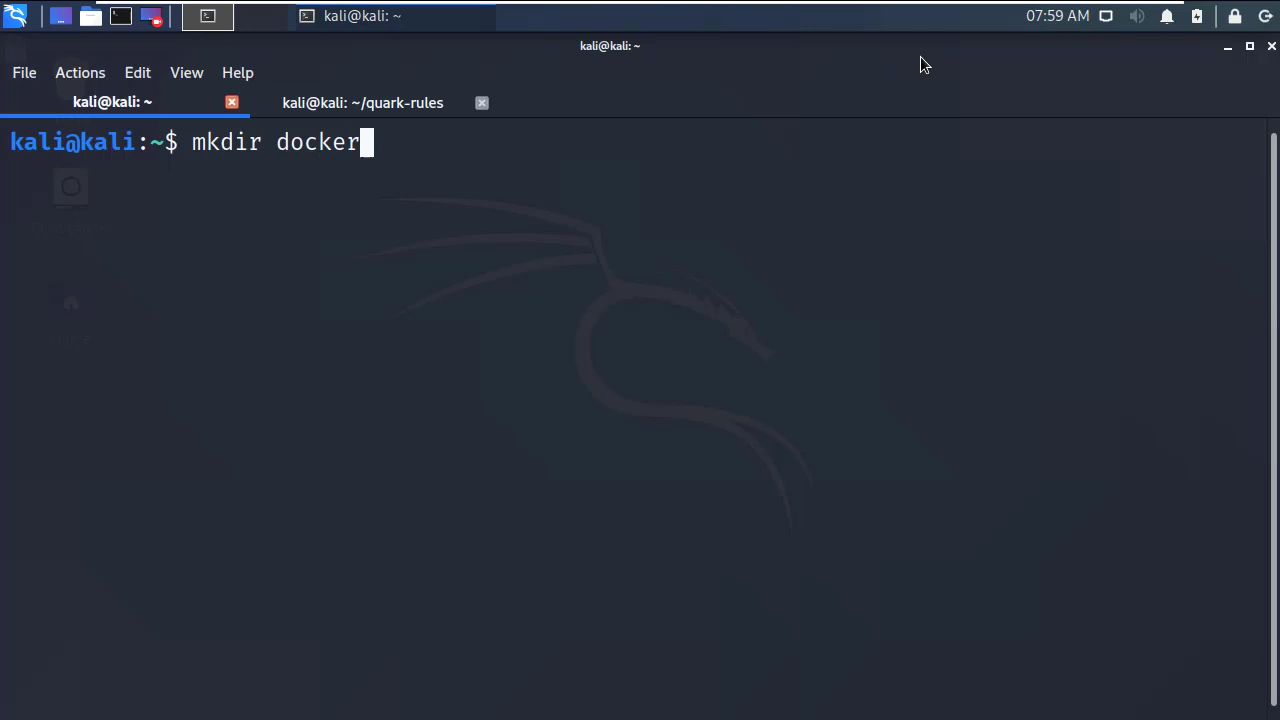 kali@kali: ~
07:59 AM
kali@kali: ~
File Actions Edit View Help
kali@kali: ~
kali@kali: ~/quark-rules
kali@kali:~$ mkdir docker